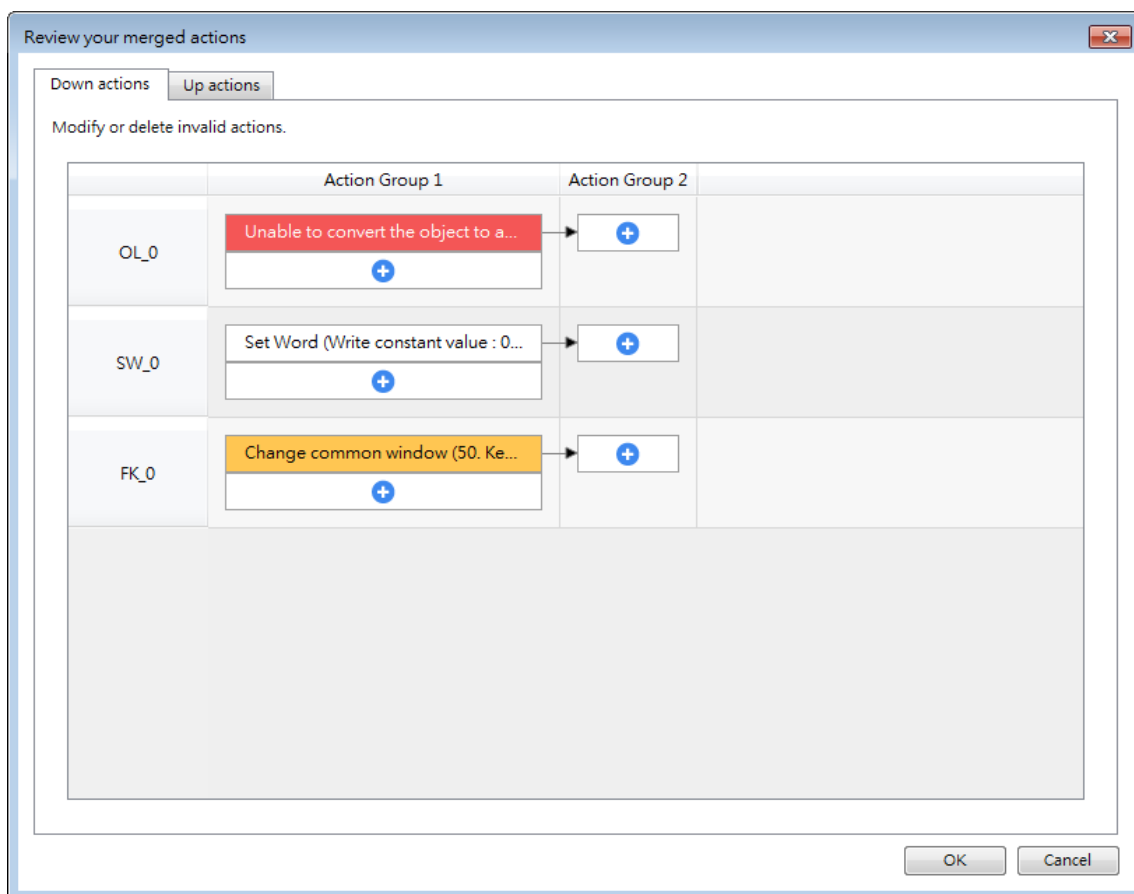 Review your merged actions
Down actions
Up actions
Modify or delete invalid actions.
Action Group 1
Action Group 2
OL_0
Unable to convert the object to a...
SW_0
Set Word (Write constant value : 0...
FK_0
Change common window (50. Ke...
OK
Cancel